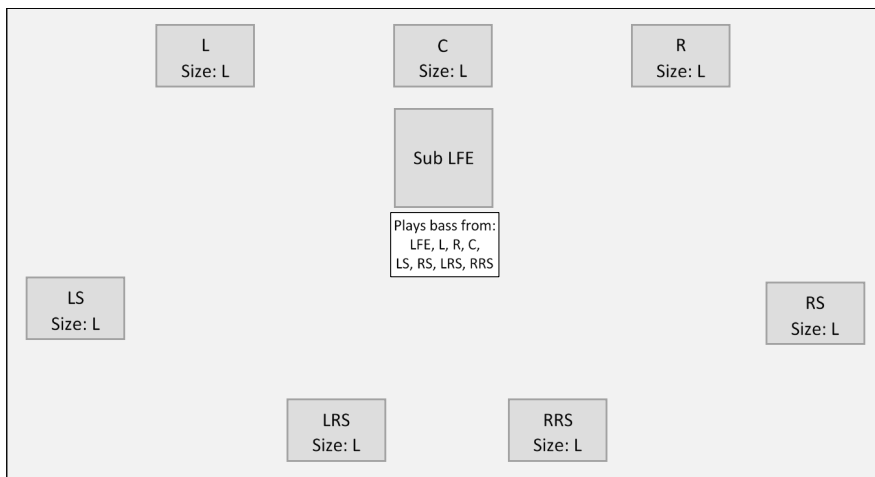 L
Size: L
C
Size: L
R
Size: L
Sub LFE
Plays bass from:
LFE, L, R, C,
LS, RS, LRS, RRS
LS
Size: L
RS
Size: L
LRS
Size: L
RRS
Size: L